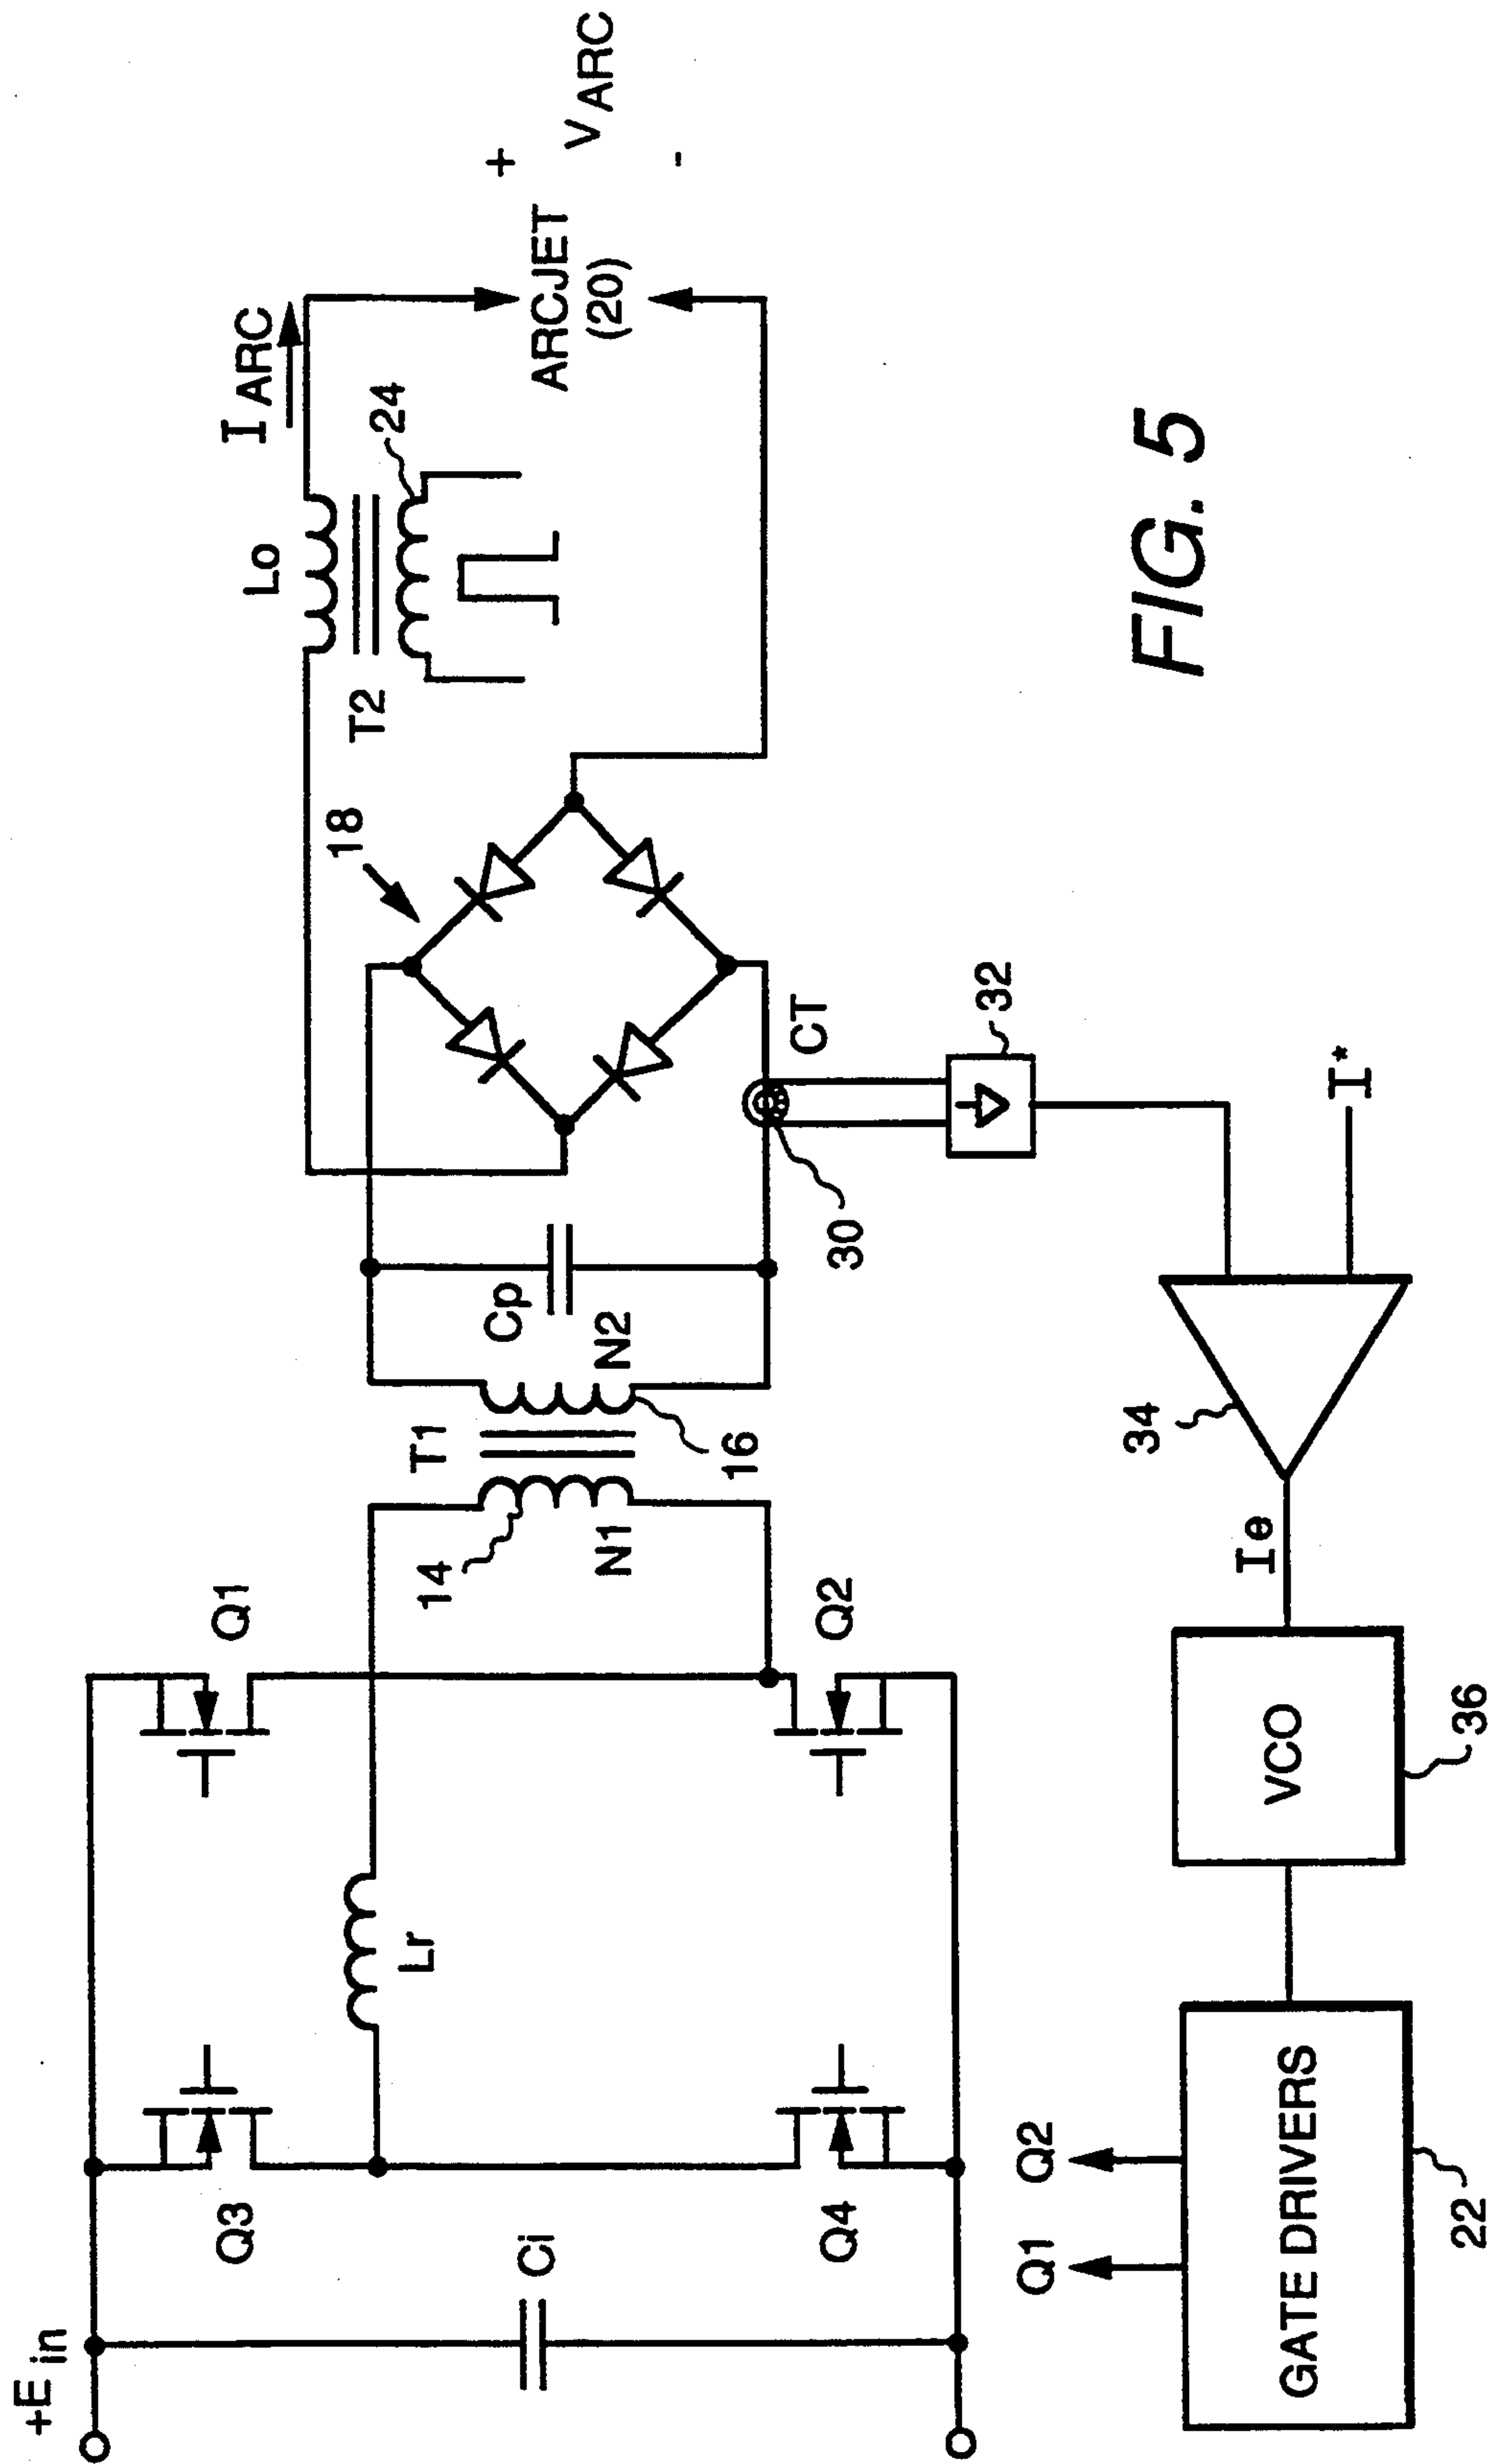 +E in
Ci
Q3
Q4
Lr
Q1
Q2
14
N1
T1
16
N2
Cp
30
CT
18
T2
Lo
24
I ARC
ARCJET
(20)
+
V ARC
-
32
I*
34
Ie
VCO
36
GATE DRIVERS
22
Q1
Q2
FIG. 5